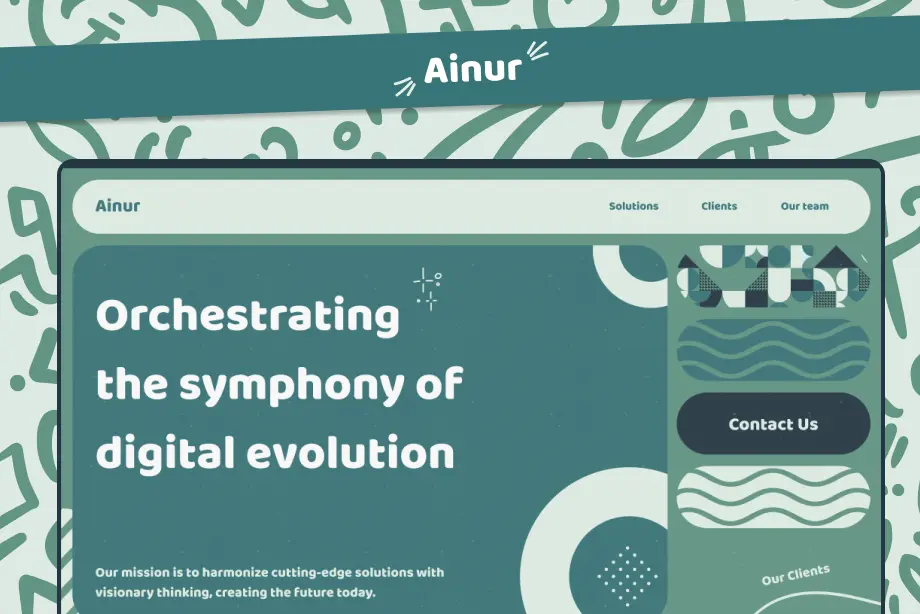 Ainur
Ainur
Solutions
Clients
Our team
Orchestrating
the symphony of
digital evolution
Contact Us
Our mission is to harmonize cutting-edge solutions with
visionary thinking, creating the future today.
Our Clients